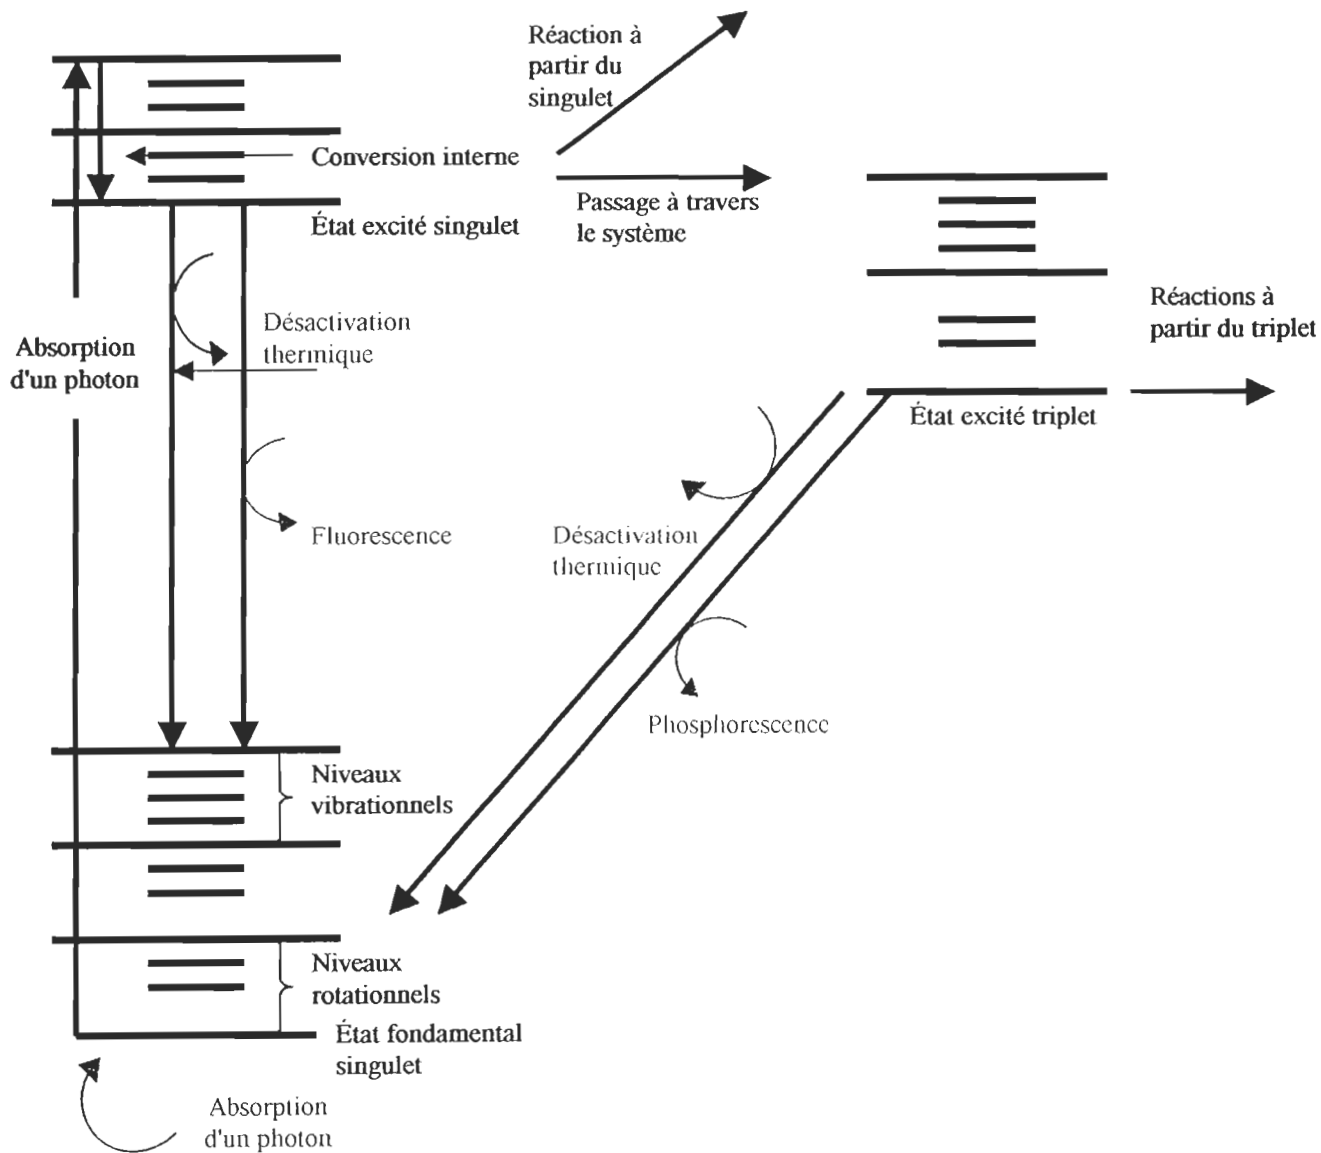 Réaction à
partir du
singulet
Conversion interne
État excité singulet
Passage à travers
le système
Réactions à
partir du triplet
État excité triplet
Absorption
d'un photon
Désactivation
thermique
Fluorescence
Désactivation
thermique
Phosphorescence
Niveaux
vibrationnels
Niveaux
rotationnels
État fondamental
singulet
Absorption
d'un photon